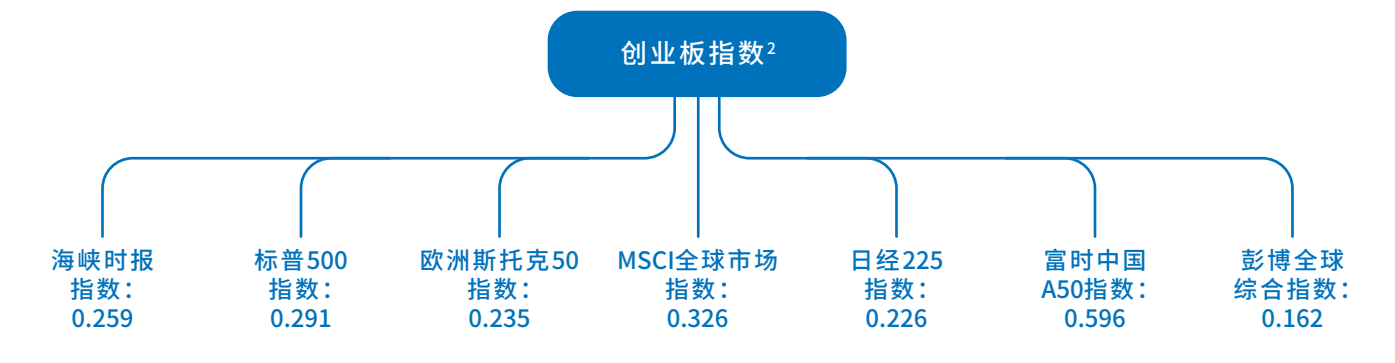 创业板指数²
海峡时报
指数：
0.259
标普500
指数：
0.291
欧洲斯托克50
指数：
0.235
MSCI全球市场
指数：
0.326
日经225
指数：
0.226
富时中国
A50指数：
0.596
彭博全球
综合指数：
0.162